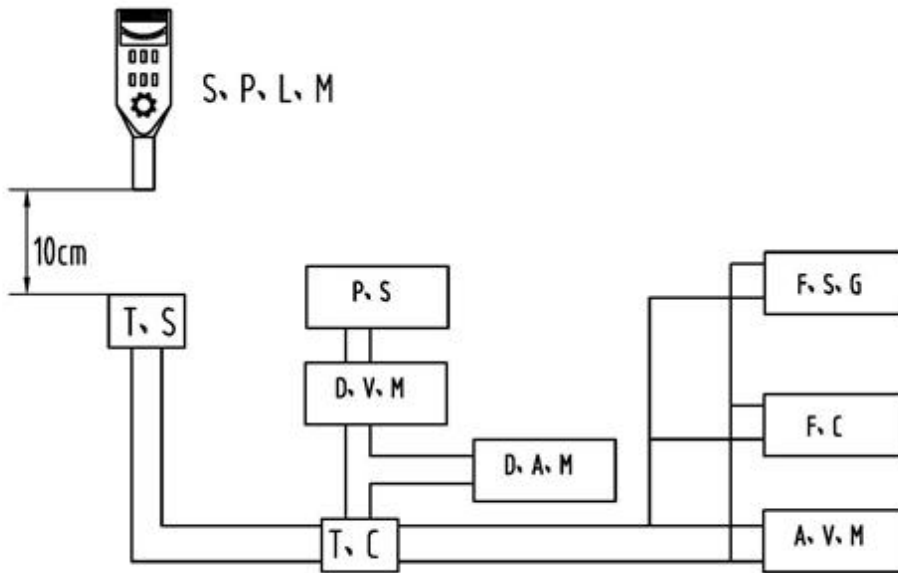 S、P、L、M
10cm
T、S
P、S
D、V、M
D、A、M
T、C
F、S、G
F、C
A、V、M